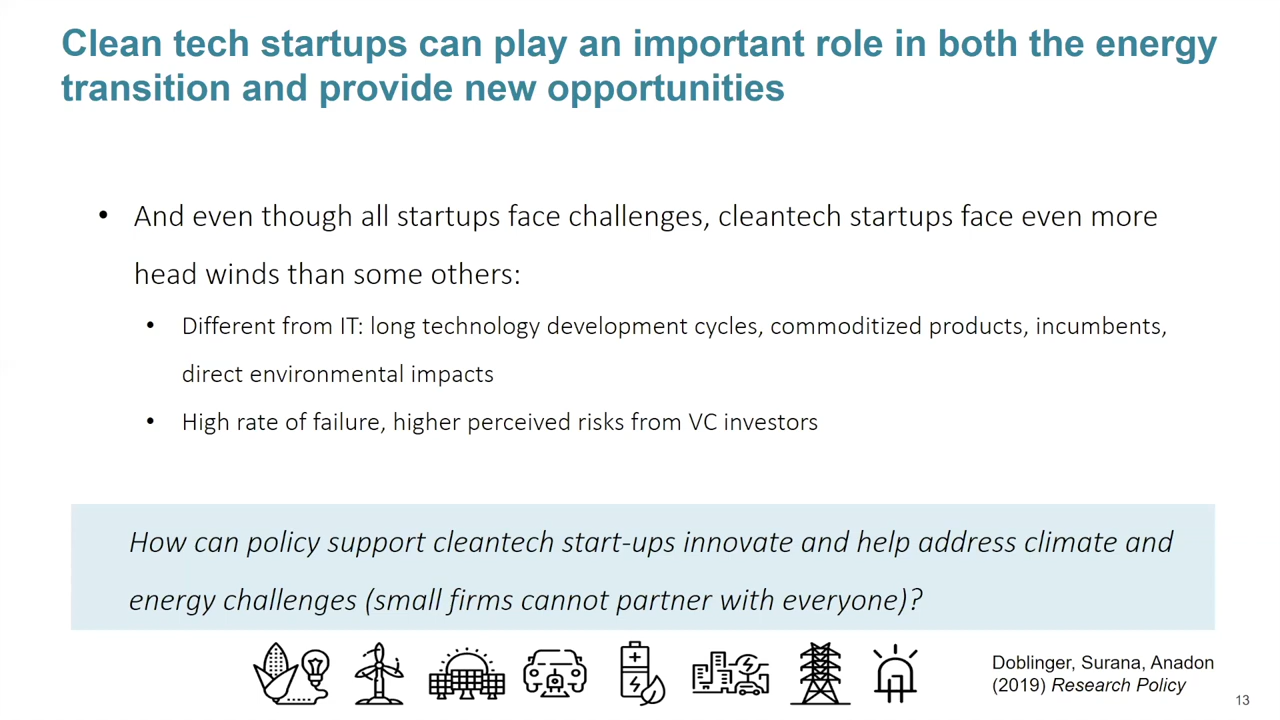 Clean tech startups can play an important role in both the energy
transition and provide new opportunities
• And even though all startups face challenges, cleantech startups face even more
head winds than some others:
• Different from IT: long technology development cycles, commoditized products, incumbents,
direct environmental impacts
• High rate of failure, higher perceived risks from VC investors
How can policy support cleantech start-ups innovate and help address climate and
energy challenges (small firms cannot partner with everyone)?
Doblinger, Surana, Anadon
(2019) Research Policy
13